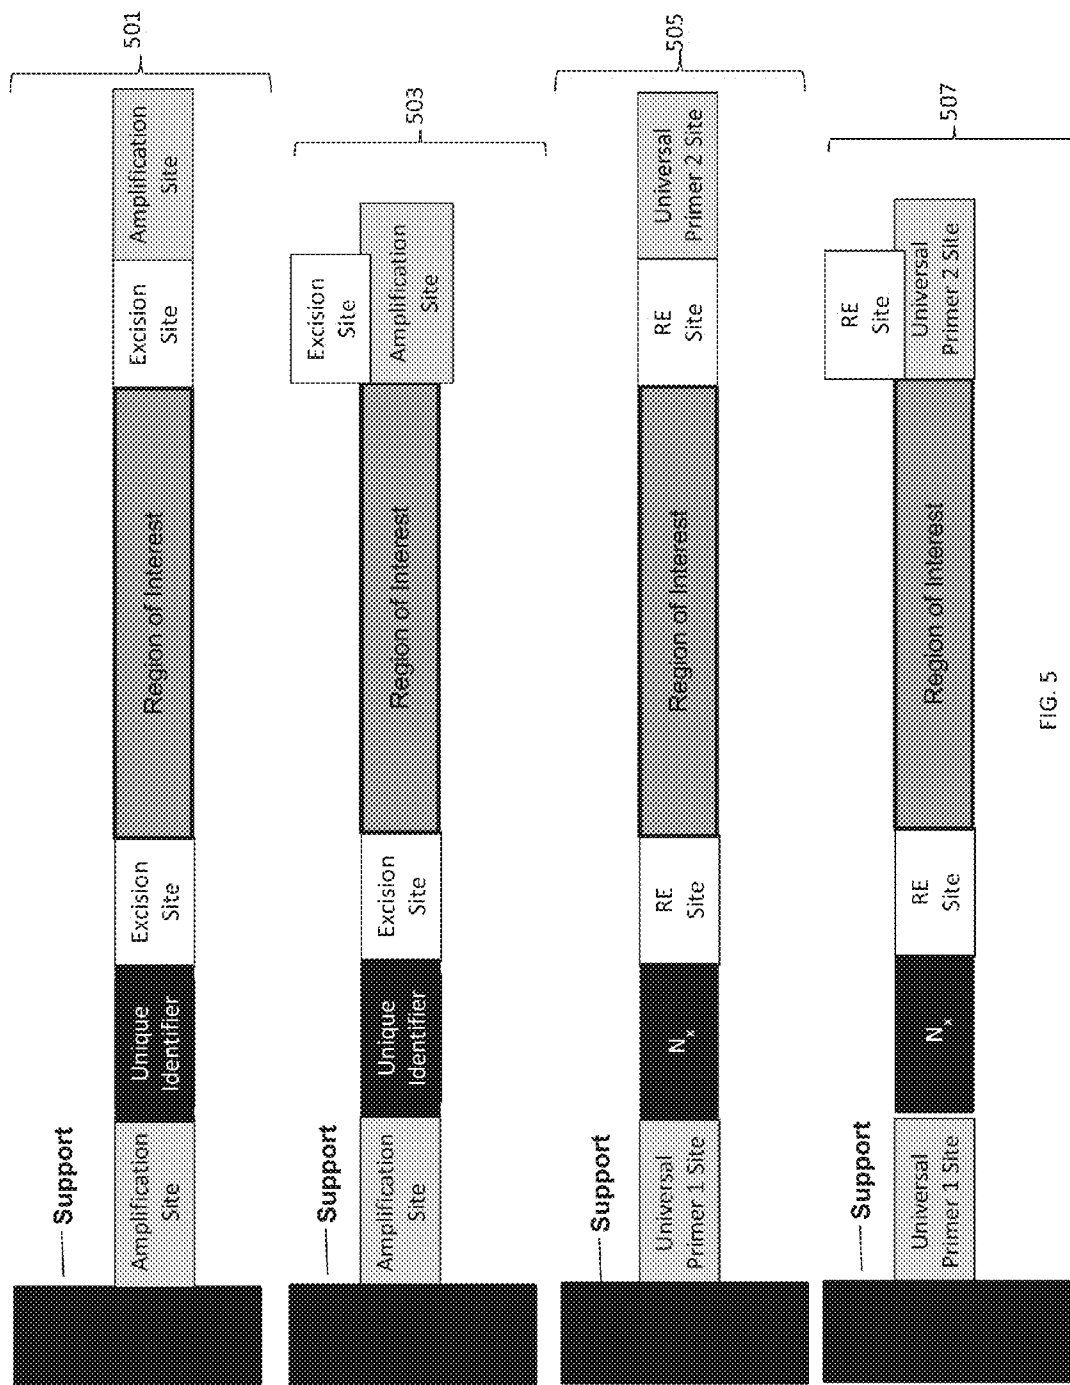 Support
Amplification
Site
Unique
Identifier
Excision
Site
Region of Interest
Excision
Site
Amplification
Site
501
Support
Amplification
Site
Unique
Identifier
Excision
Site
Region of Interest
Excision
Site
Amplification
Site
503
Support
Universal
Primer 1 Site
Nx
RE
Site
Region of Interest
RE
Site
Universal
Primer 2 Site
505
Support
Universal
Primer 1 Site
Nx
RE
Site
Region of Interest
RE
Site
Universal
Primer 2 Site
507
FIG. 5